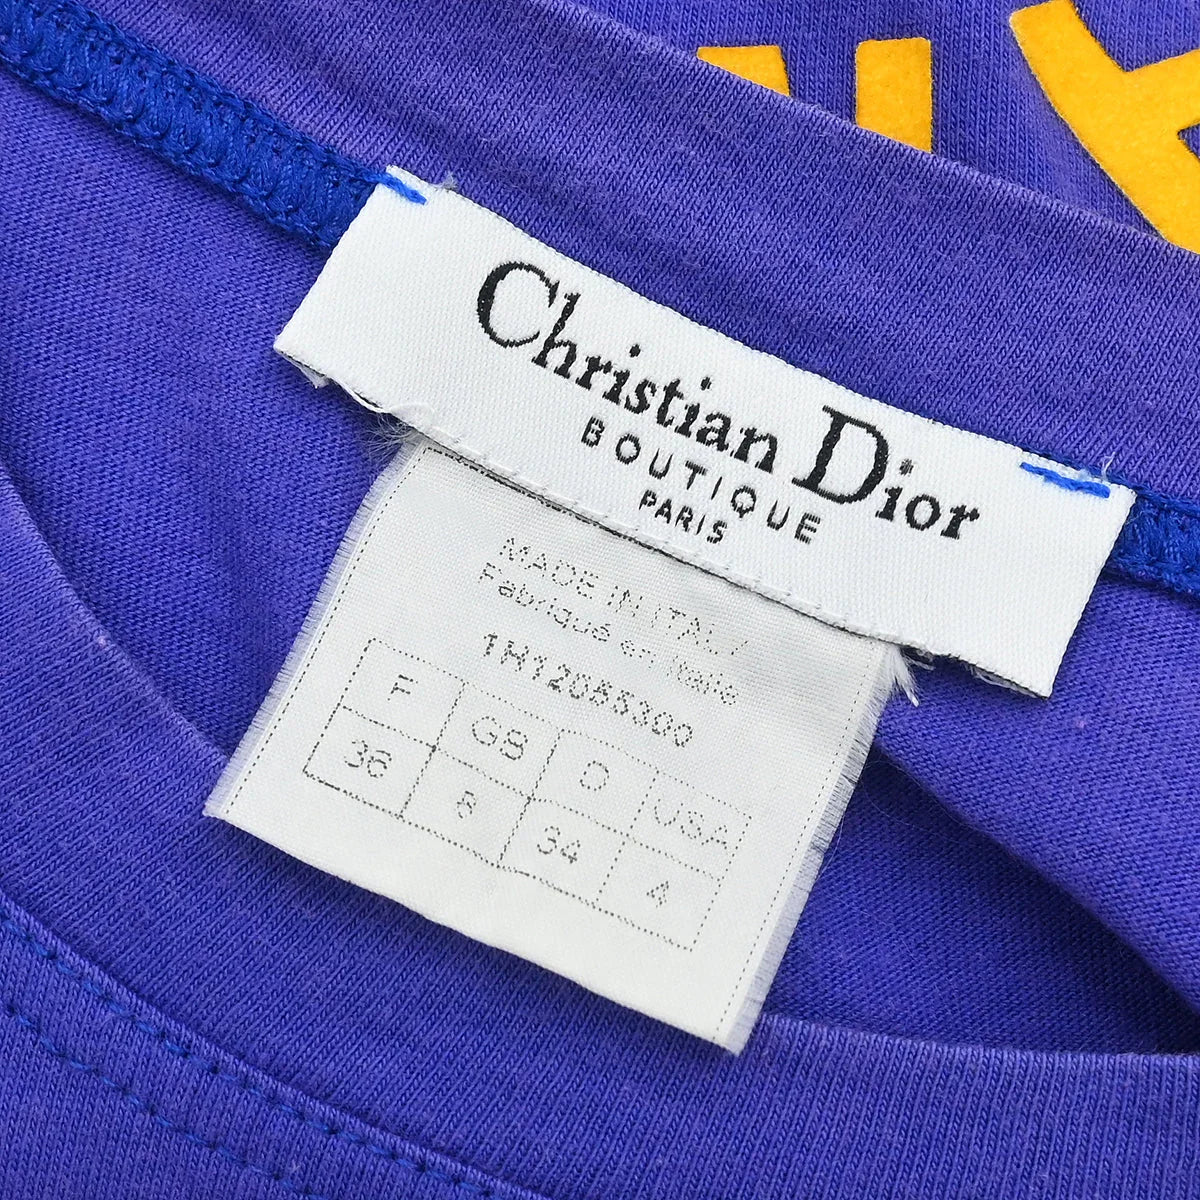 Christian Dior
BOUTIQUE
PARIS
MADE IN ITALY
Fabriqué en Italie
1H12055300
F GB D USA
36 8 34 4